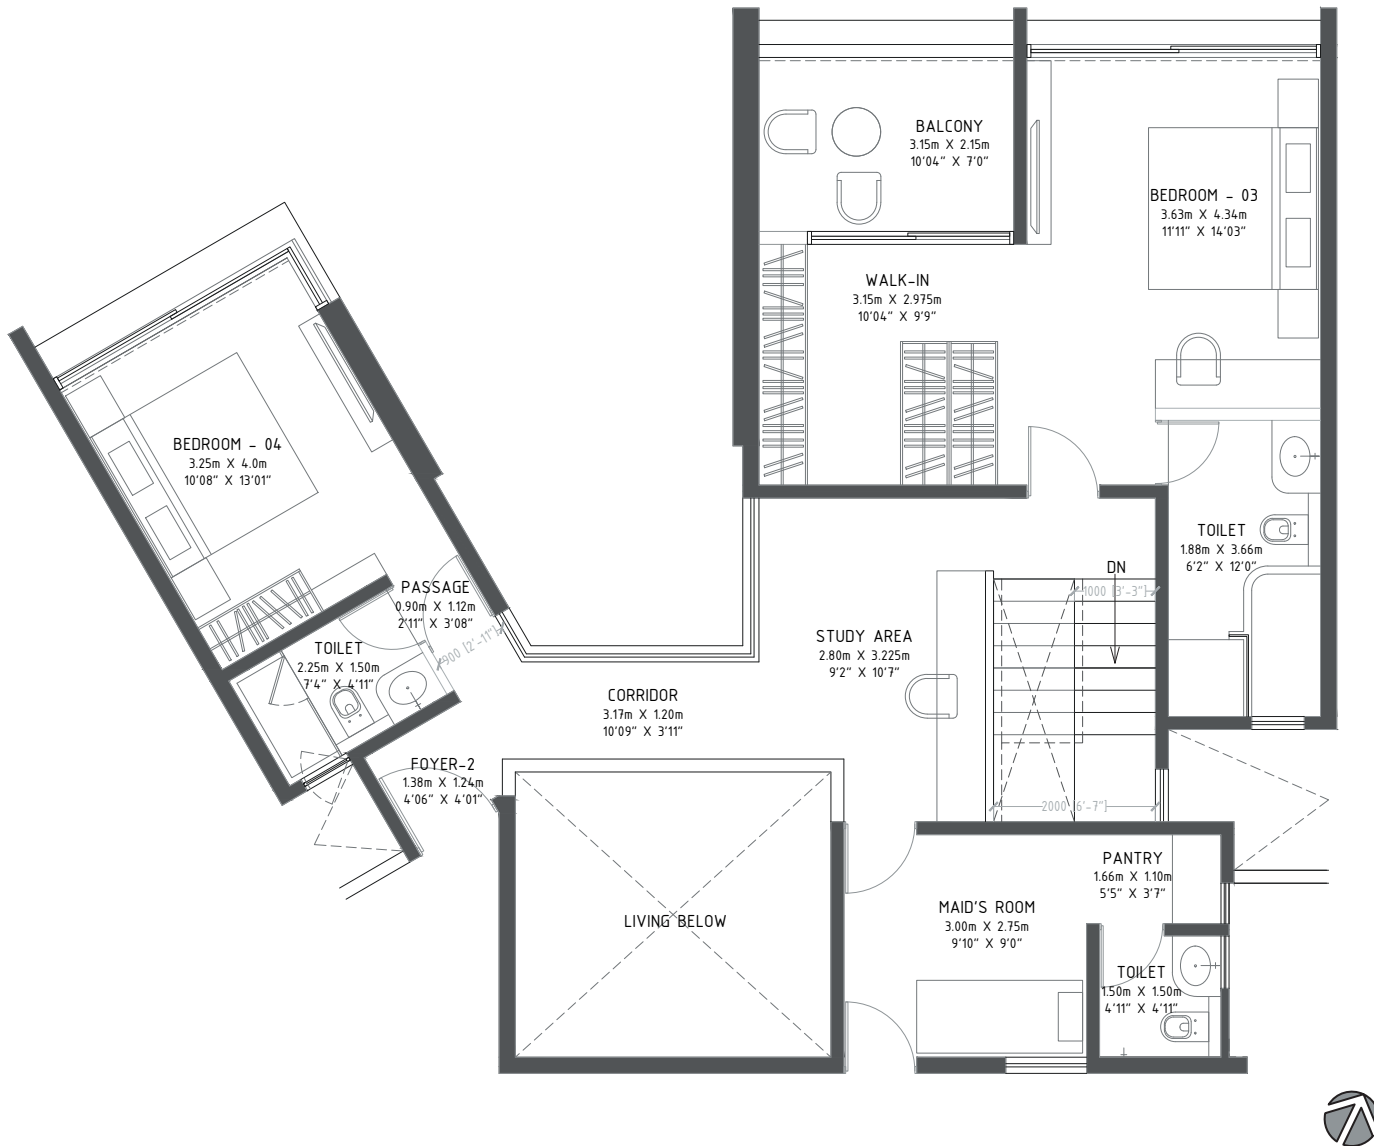 BALCONY
3.15m X 2.15m
10'04" X 7'0"
BEDROOM - 03
3.63m X 4.34m
11'11" X 14'03"
WALK-IN
3.15m X 2.975m
10'04" X 9'9"
BEDROOM - 04
3.25m X 4.0m
10'08" X 13'01"
TOILET
1.88m X 3.66m
6'2" X 12'0"
DN
1000 [3'-3"]
PASSAGE
0.90m X 1.12m
2'11" X 3'08"
900 [2'-11"]
TOILET
2.25m X 1.50m
7'4" X 4'11"
STUDY AREA
2.80m X 3.225m
9'2" X 10'7"
CORRIDOR
3.17m X 1.20m
10'09" X 3'11"
FOYER-2
1.38m X 1.24m
4'06" X 4'01"
2000 [6'-7"]
PANTRY
1.66m X 1.10m
5'5" X 3'7"
MAID'S ROOM
3.00m X 2.75m
9'10" X 9'0"
LIVING BELOW
TOILET
1.50m X 1.50m
4'11" X 4'11"